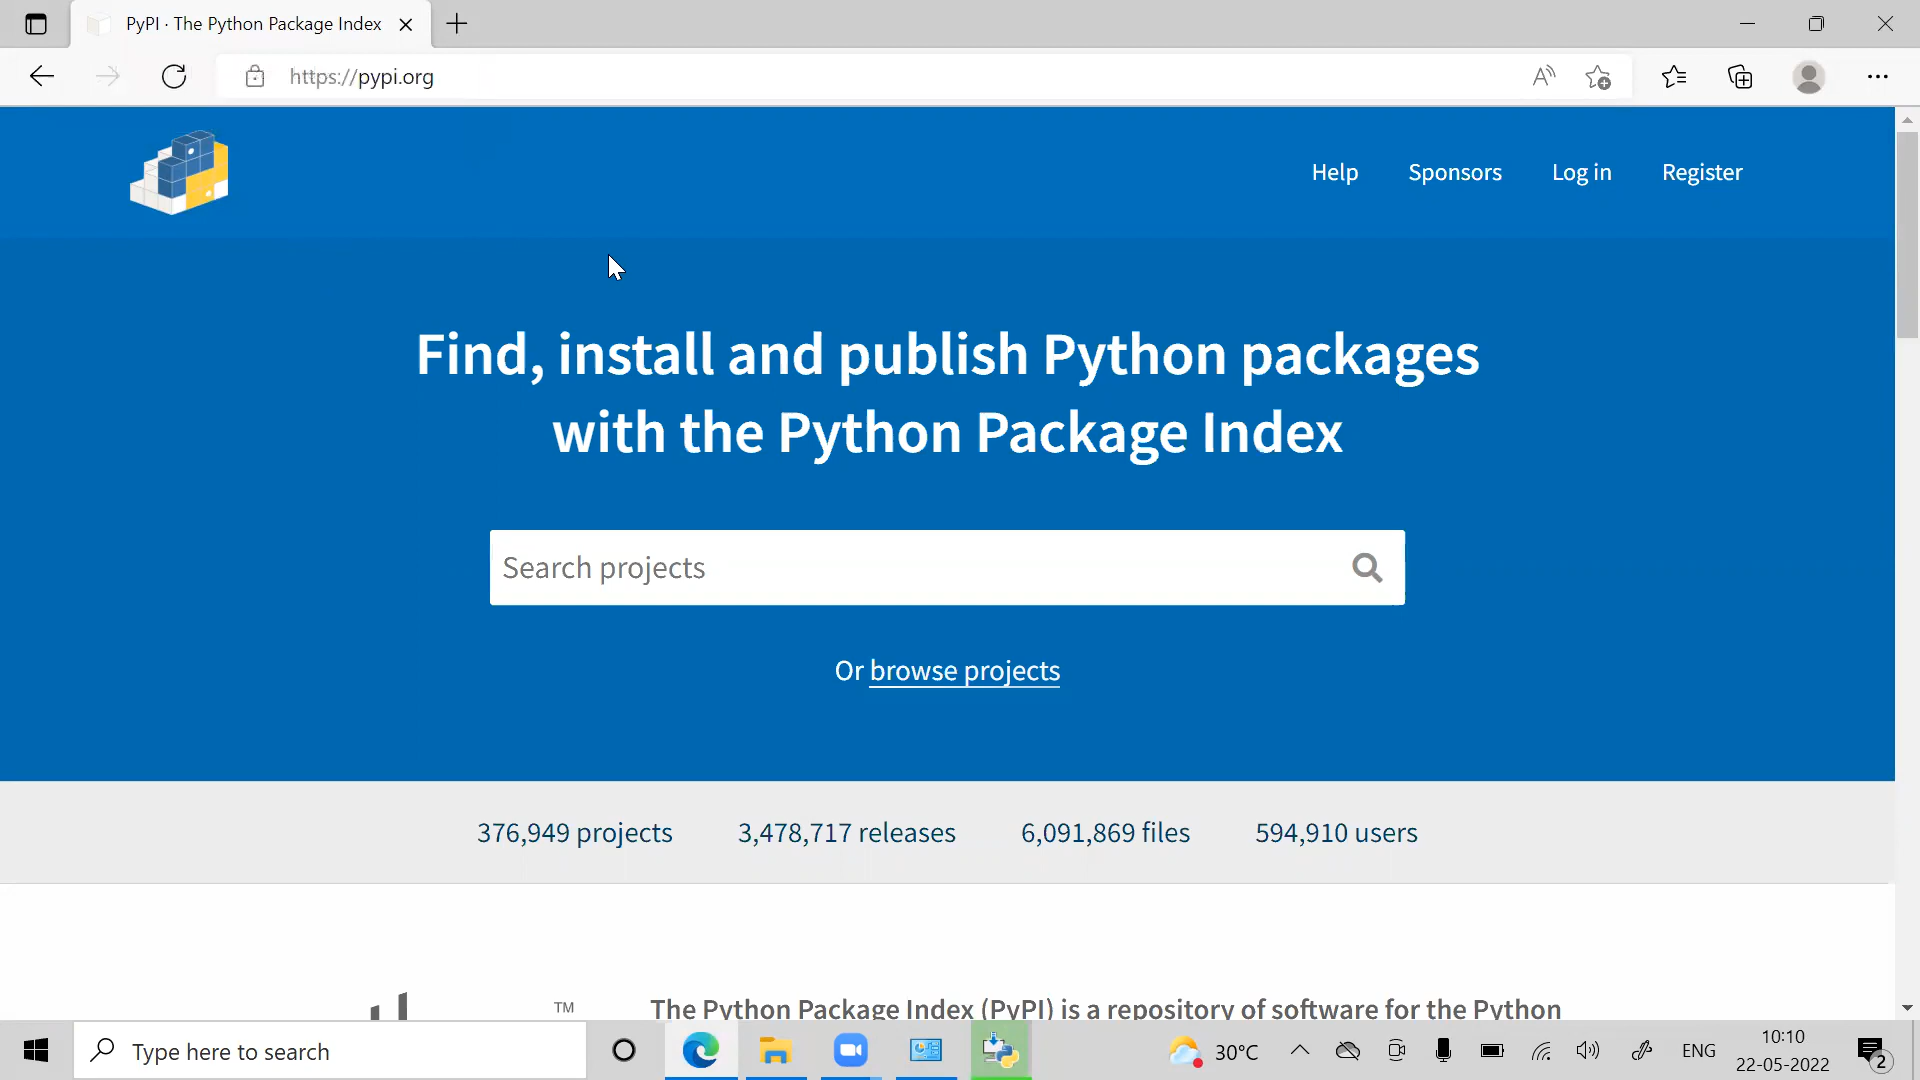 PyPI · The Python Package Index
https://pypi.org
Help Sponsors Log in Register
Find, install and publish Python packages
with the Python Package Index
Search projects
Or browse projects
376,949 projects 3,478,717 releases 6,091,869 files 594,910 users
TM
The Python Package Index (PyPI) is a repository of software for the Python
Type here to search
30°C
ENG
10:10
22-05-2022
2